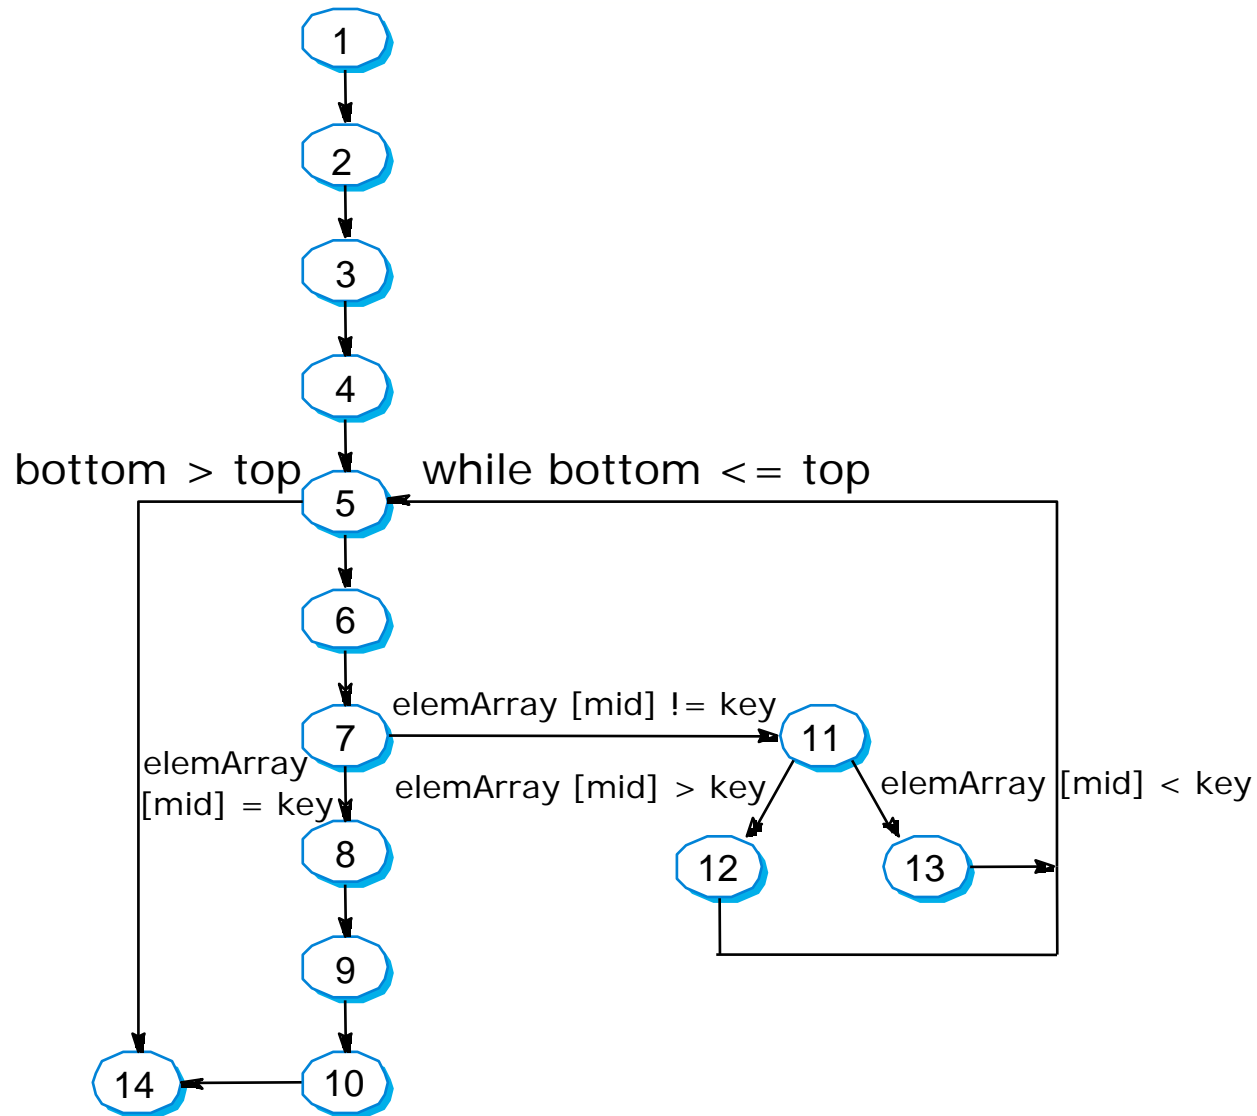 1
2
3
4
bottom > top
while bottom <= top
5
6
elemArray [mid] != key
7
11
elemArray
[mid] = key
elemArray [mid] > key
elemArray [mid] < key
8
12
13
9
14
10